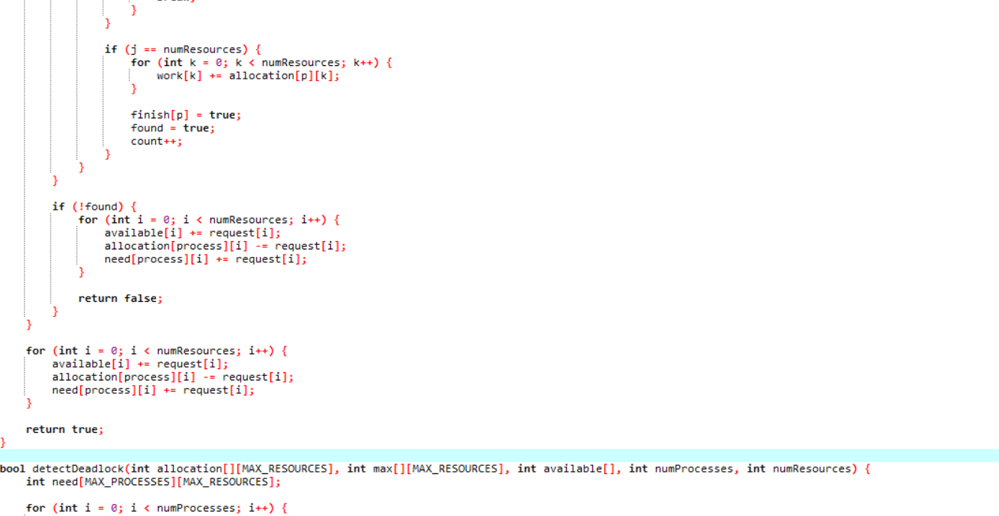 }
}
if (j == numResources) {
for (int k = 0; k < numResources; k++) {
work[k] += allocation[p][k];
}
finish[p] = true;
found = true;
count++;
}
}
}
if (!found) {
for (int i = 0; i < numResources; i++) {
available[i] += request[i];
allocation[process][i] -= request[i];
need[process][i] += request[i];
}
return false;
}
}
for (int i = 0; i < numResources; i++) {
available[i] += request[i];
allocation[process][i] -= request[i];
need[process][i] += request[i];
}
return true;
}
bool detectDeadlock(int allocation[][MAX_RESOURCES], int max[][MAX_RESOURCES], int available[], int numProcesses, int numResources) {
int need[MAX_PROCESSES][MAX_RESOURCES];
for (int i = 0; i < numProcesses; i++) {